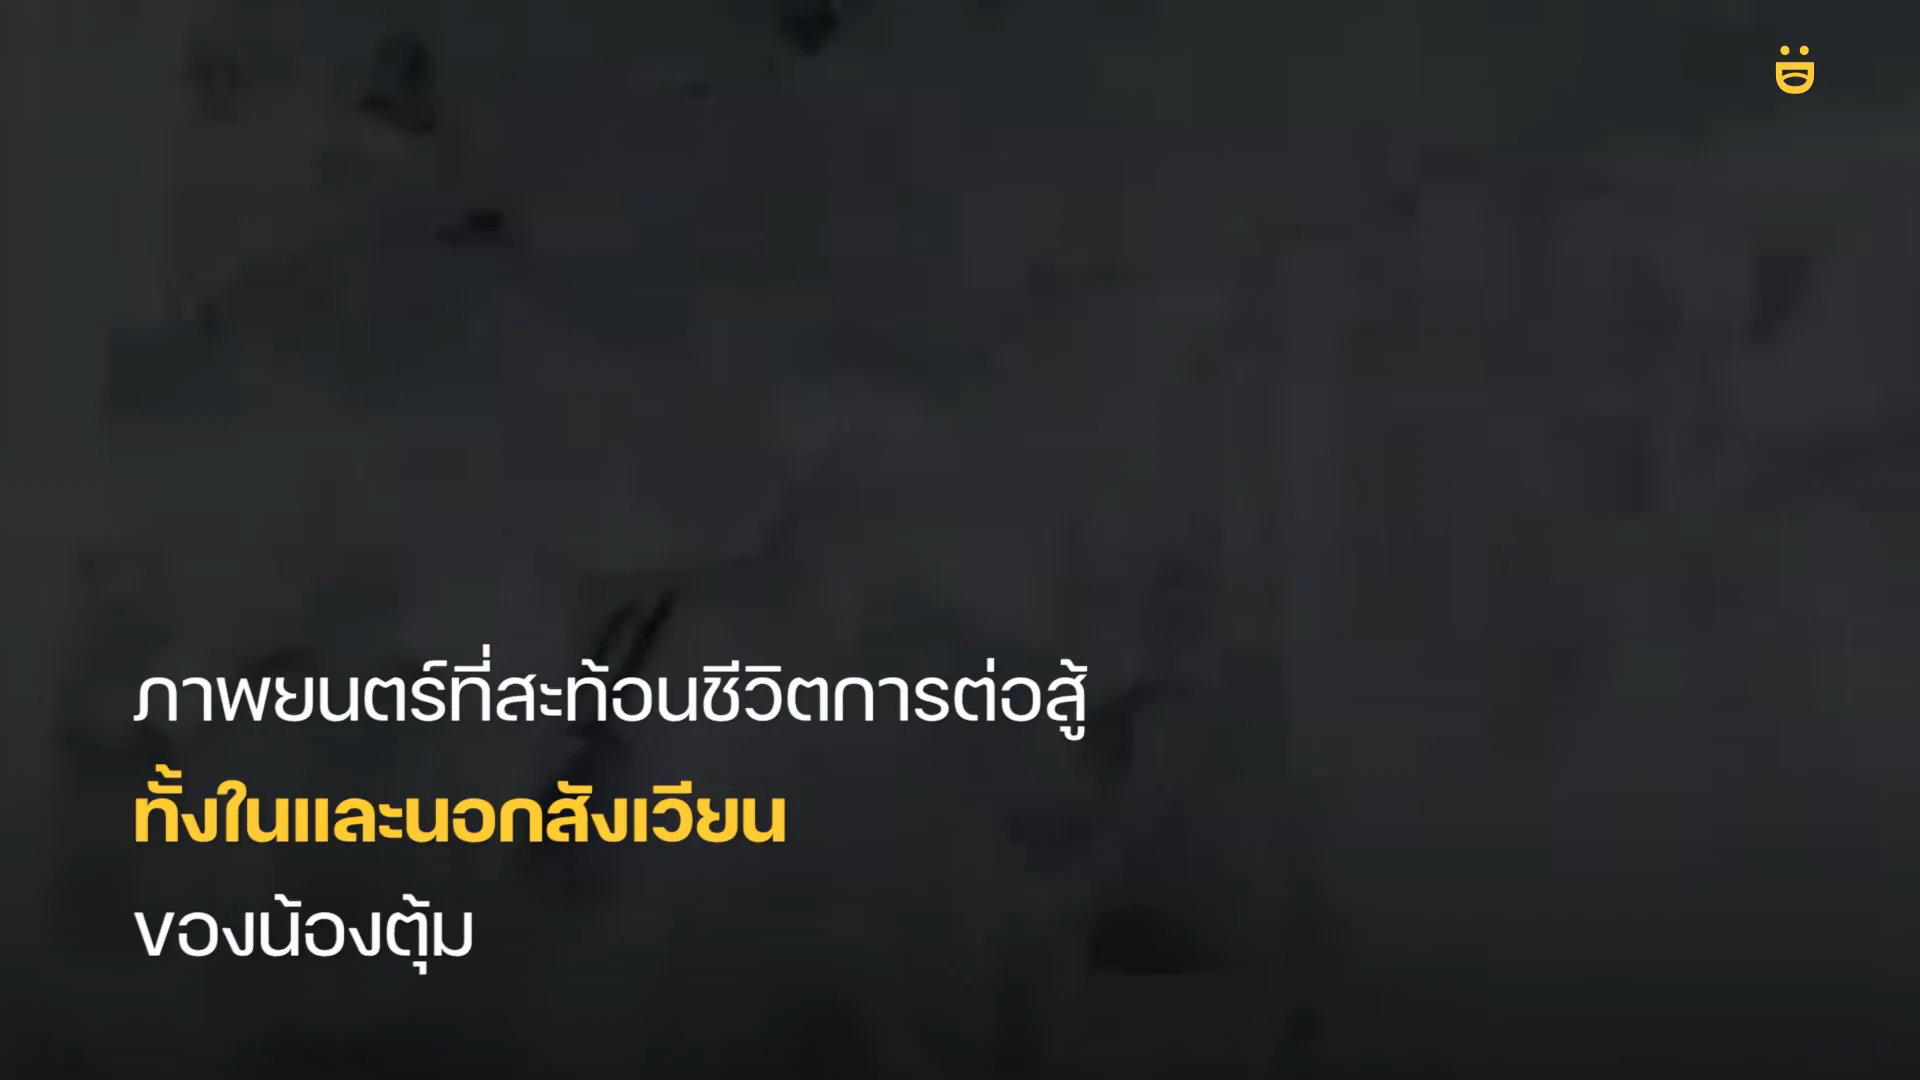 ภาพยนตร์ที่สะท้อนชีวิตการต่อสู้
ทั้งในและนอกสังเวียน
ของน้องตุ้ม